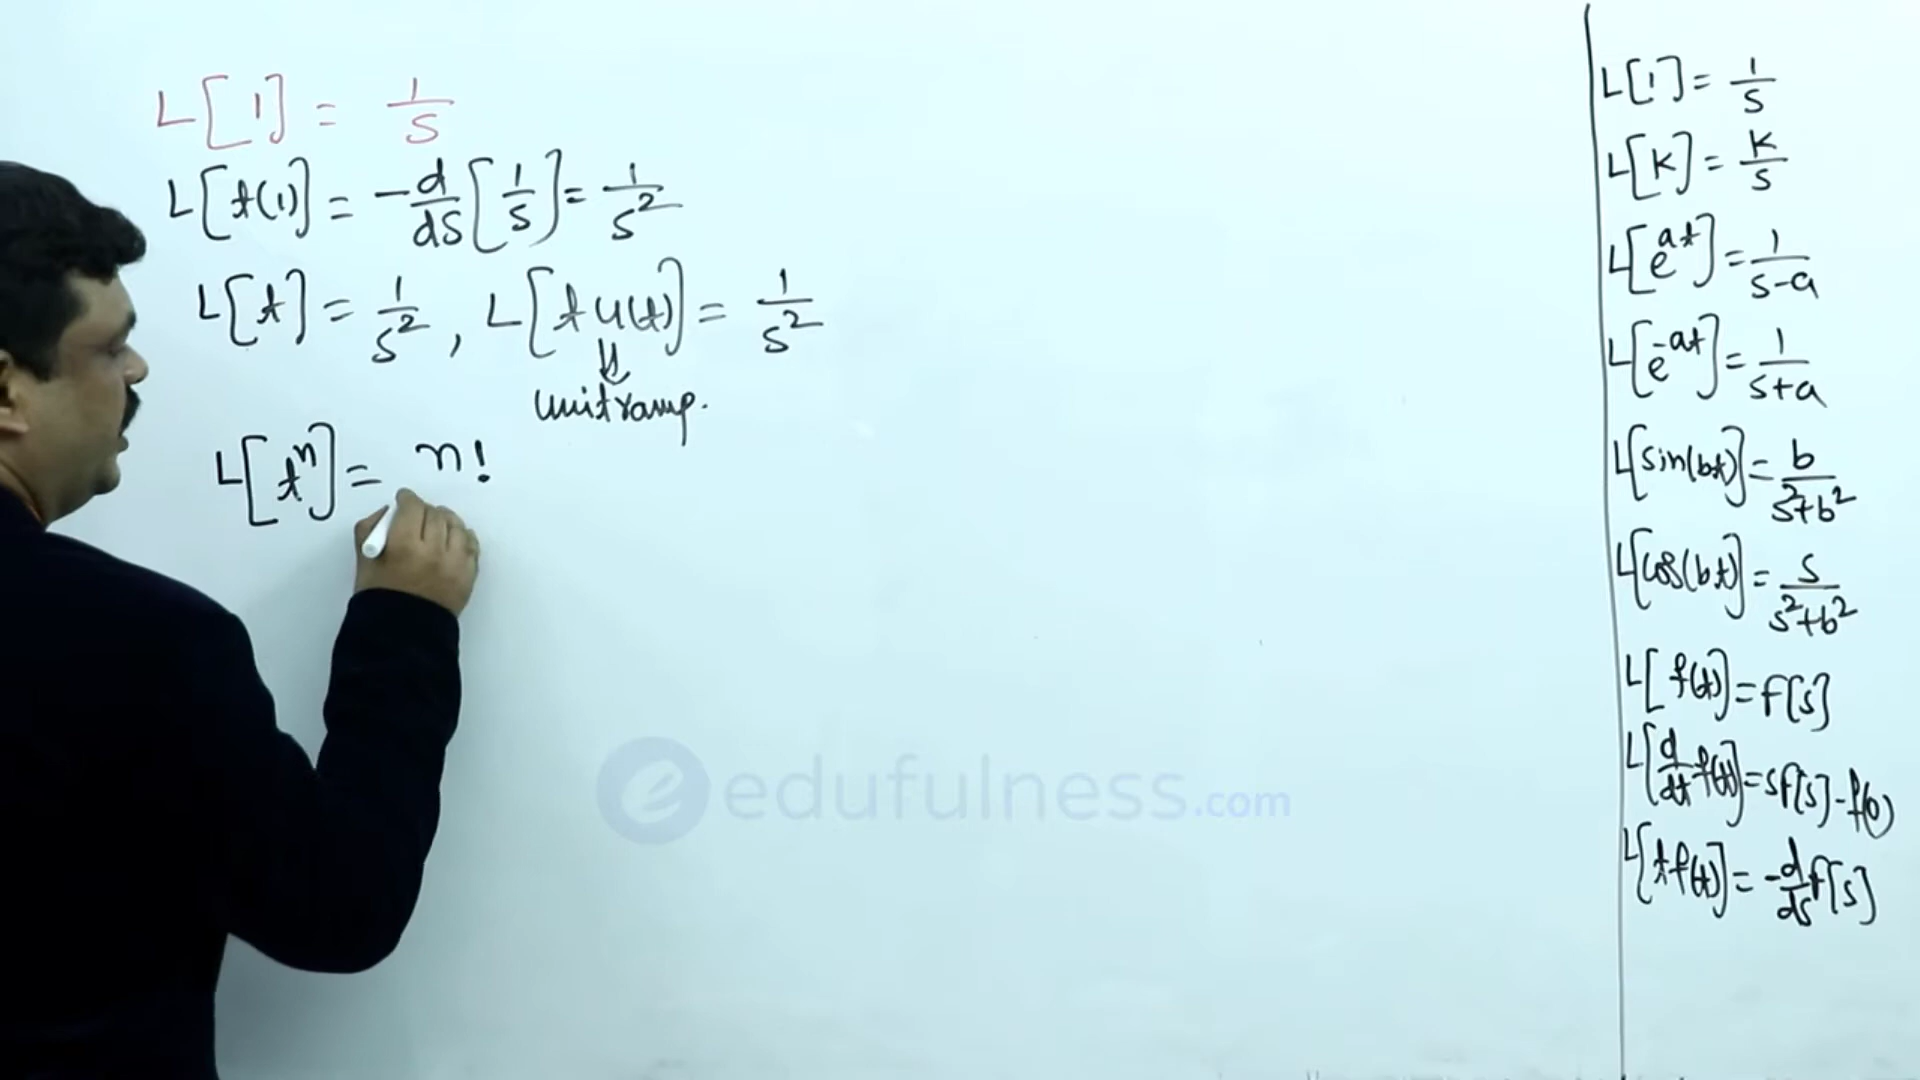 L[1] = 1/S
L[t(1)] = -d/dS[1/S] = 1/S²
L[t] = 1/S², L[t u(t)] = 1/S²
unit ramp.
L[tⁿ] = n!
edufulness.com
L[1] = 1/S
L[K] = K/S
L[e^at] = 1/S-a
L[e^-at] = 1/S+a
L[sin(bt)] = b/S²+b²
L[cos(bt)] = S/S²+b²
L[f(t)] = F[S]
L[d/dt f(t)] = SF[S]-f(0)
L[t f(t)] = -d/dS F[S]